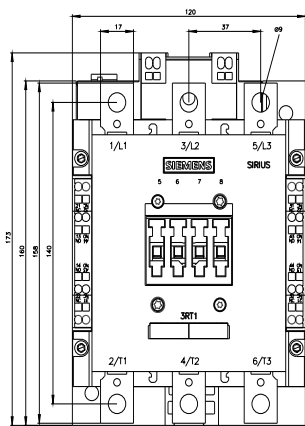 120
17
37
ø9
1/L1
3/L2
5/L3
SIEMENS
SIRIUS
5
6
7
8
173
160
158
140
3RT1
2/T1
4/T2
6/T3